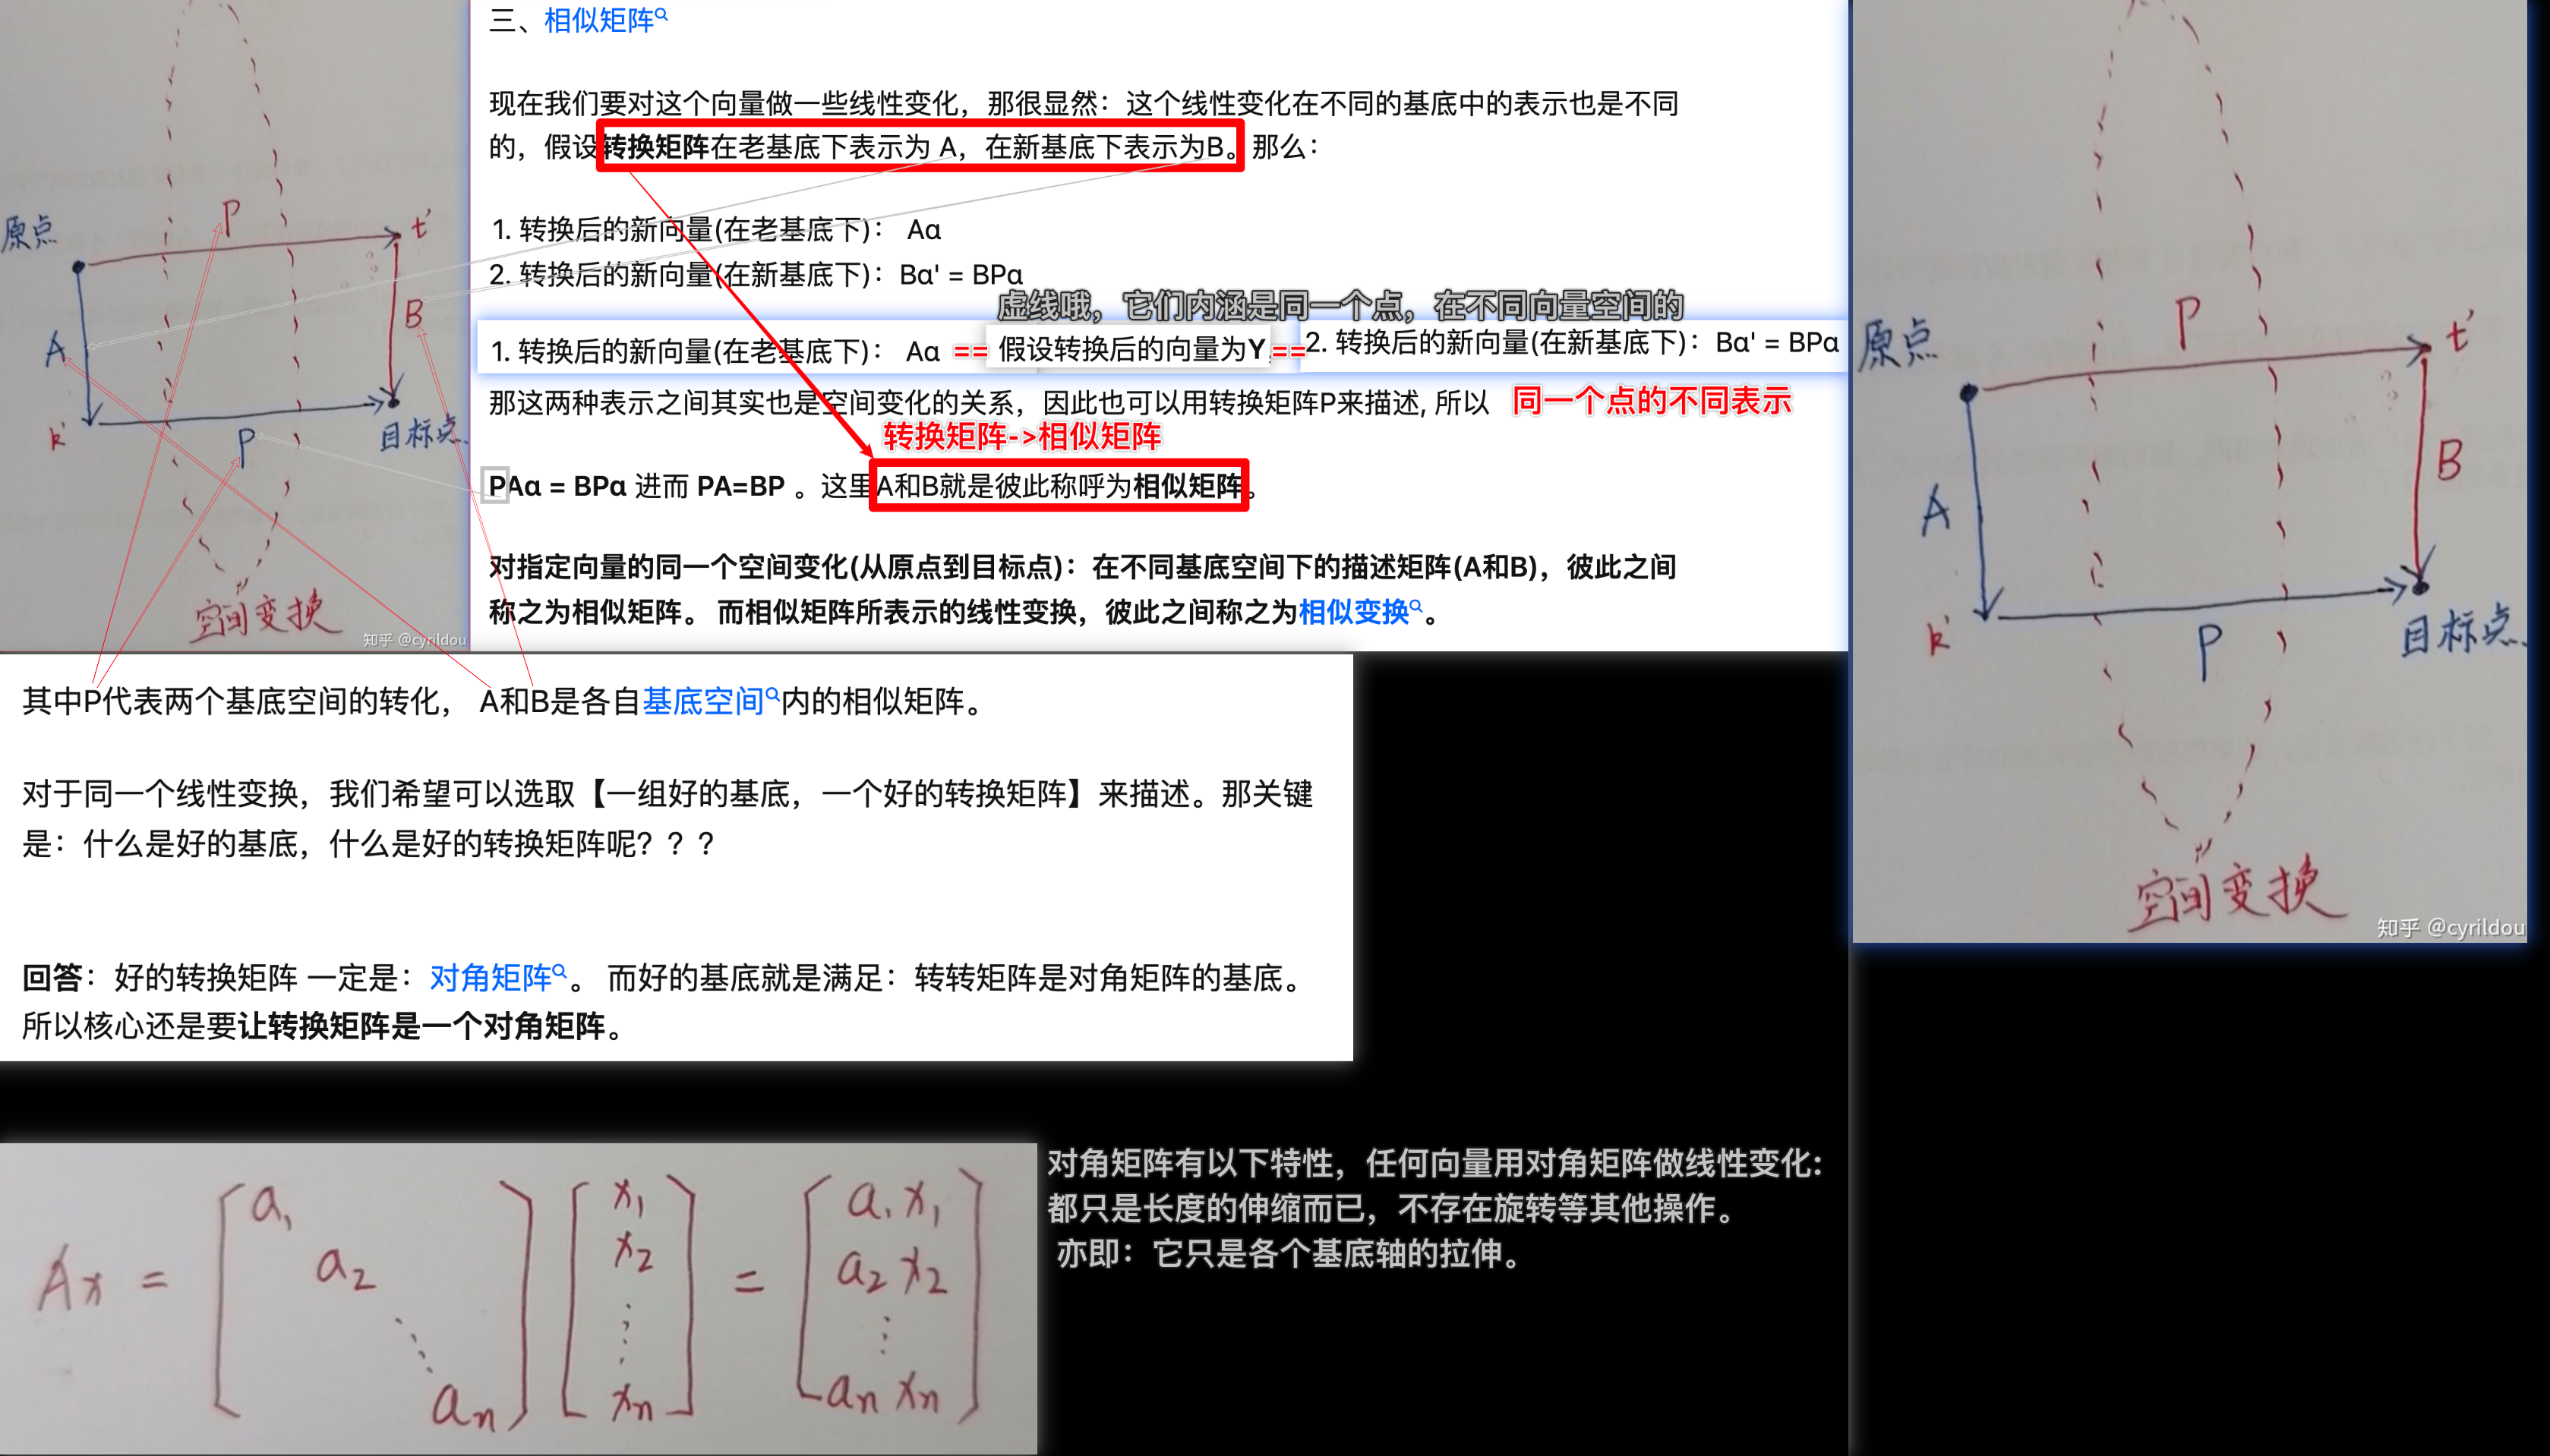 三、相似矩阵
现在我们要对这个向量做一些线性变化，那很显然：这个线性变化在不同的基底中的表示也是不同
的，假设转换矩阵在老基底下表示为 A，在新基底下表示为B。那么：
1. 转换后的新向量(在老基底下)： Aα
2. 转换后的新向量(在新基底下)：Bα' = BPα
虚线哦，它们内涵是同一个点，在不同向量空间的
1. 转换后的新向量(在老基底下)： Aα == 假设转换后的向量为Y == 2. 转换后的新向量(在新基底下)：Bα' = BPα
那这两种表示之间其实也是空间变化的关系，因此也可以用转换矩阵P来描述, 所以 同一个点的不同表示
转换矩阵->相似矩阵
PAα = BPα 进而 PA=BP 。这里A和B就是彼此称呼为相似矩阵。
对指定向量的同一个空间变化(从原点到目标点)：在不同基底空间下的描述矩阵(A和B)，彼此之间
称之为相似矩阵。 而相似矩阵所表示的线性变换，彼此之间称之为相似变换。
原点
P
t'
A
B
k'
P
目标点
空间变换
知乎 @cyrildou
原点
P
t'
A
B
k'
P
目标点
空间变换
知乎 @cyrildou
其中P代表两个基底空间的转化， A和B是各自基底空间内的相似矩阵。
对于同一个线性变换，我们希望可以选取【一组好的基底，一个好的转换矩阵】来描述。那关键
是：什么是好的基底，什么是好的转换矩阵呢？？？
回答：好的转换矩阵 一定是：对角矩阵。 而好的基底就是满足：转转矩阵是对角矩阵的基底。
所以核心还是要让转换矩阵是一个对角矩阵。
a₁ x₁ a₁x₁
a₂ x₂ a₂x₂
Ax = =
⋱ ⋮ ⋮
aₙ xₙ aₙxₙ
对角矩阵有以下特性，任何向量用对角矩阵做线性变化：
都只是长度的伸缩而已，不存在旋转等其他操作。
亦即：它只是各个基底轴的拉伸。